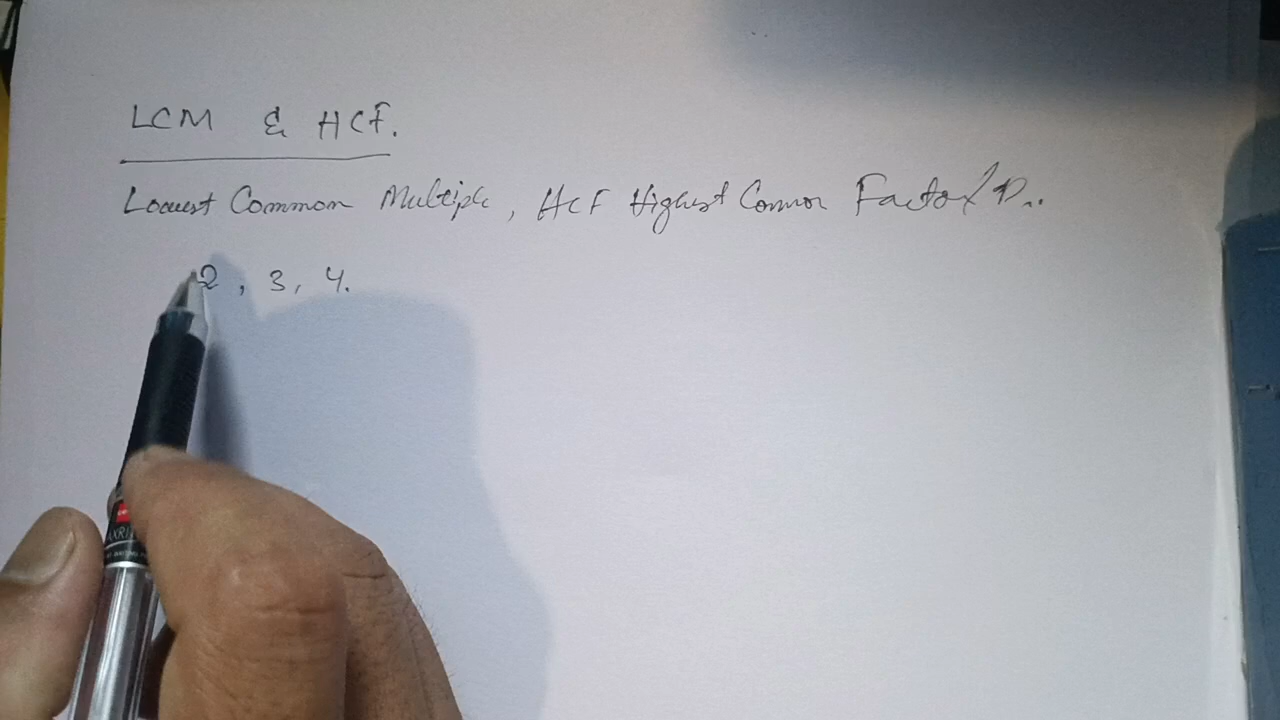 LCM & HCF.
Lowest Common Multiple, HCF Highest Common Factor/D..
2, 3, 4.